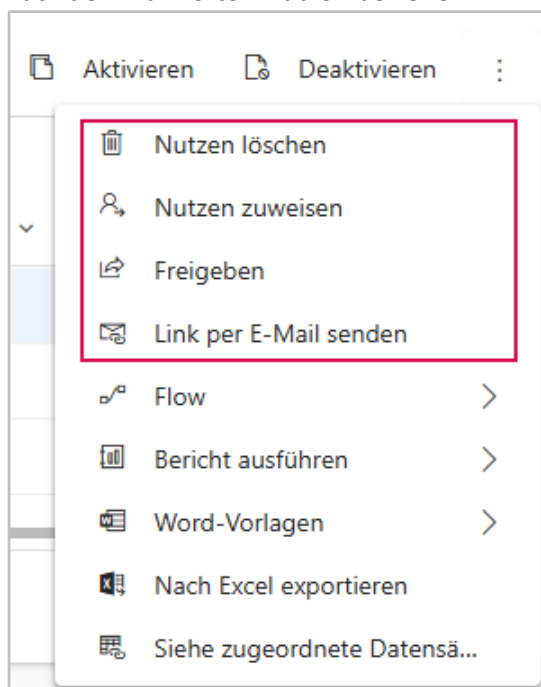 Aktivieren Deaktivieren
Nutzen löschen
Nutzen zuweisen
Freigeben
Link per E-Mail senden
Flow
Bericht ausführen
Word-Vorlagen
Nach Excel exportieren
Siehe zugeordnete Datensä...